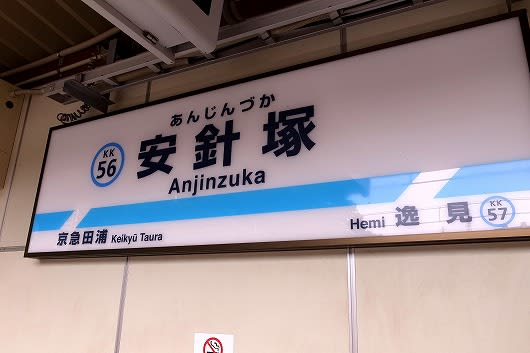 あんじんづか
KK
56
安針塚
Anjinzuka
京急田浦 Keikyū Taura
Hemi 逸見
KK
57